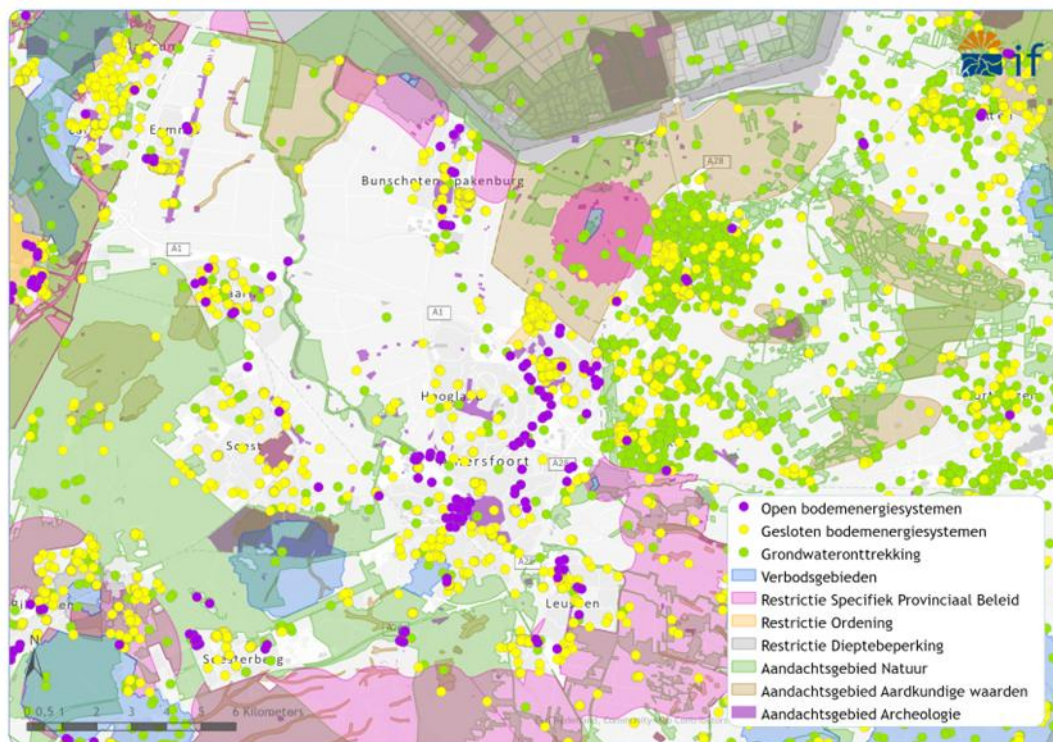 if
Eemnes
A28
Bunschoten-Spakenburg
A1
A1
Hoogland
Soest
Amersfoort
A28
Leusden
Soesterberg
N
0 0,5 1 2 3 4 5 6 Kilometers
Open bodemenergiesystemen
Gesloten bodemenergiesystemen
Grondwateronttrekking
Verbodsgebieden
Restrictie Specifiek Provinciaal Beleid
Restrictie Ordening
Restrictie Dieptebeperking
Aandachtsgebied Natuur
Aandachtsgebied Aardkundige waarden
Aandachtsgebied Archeologie